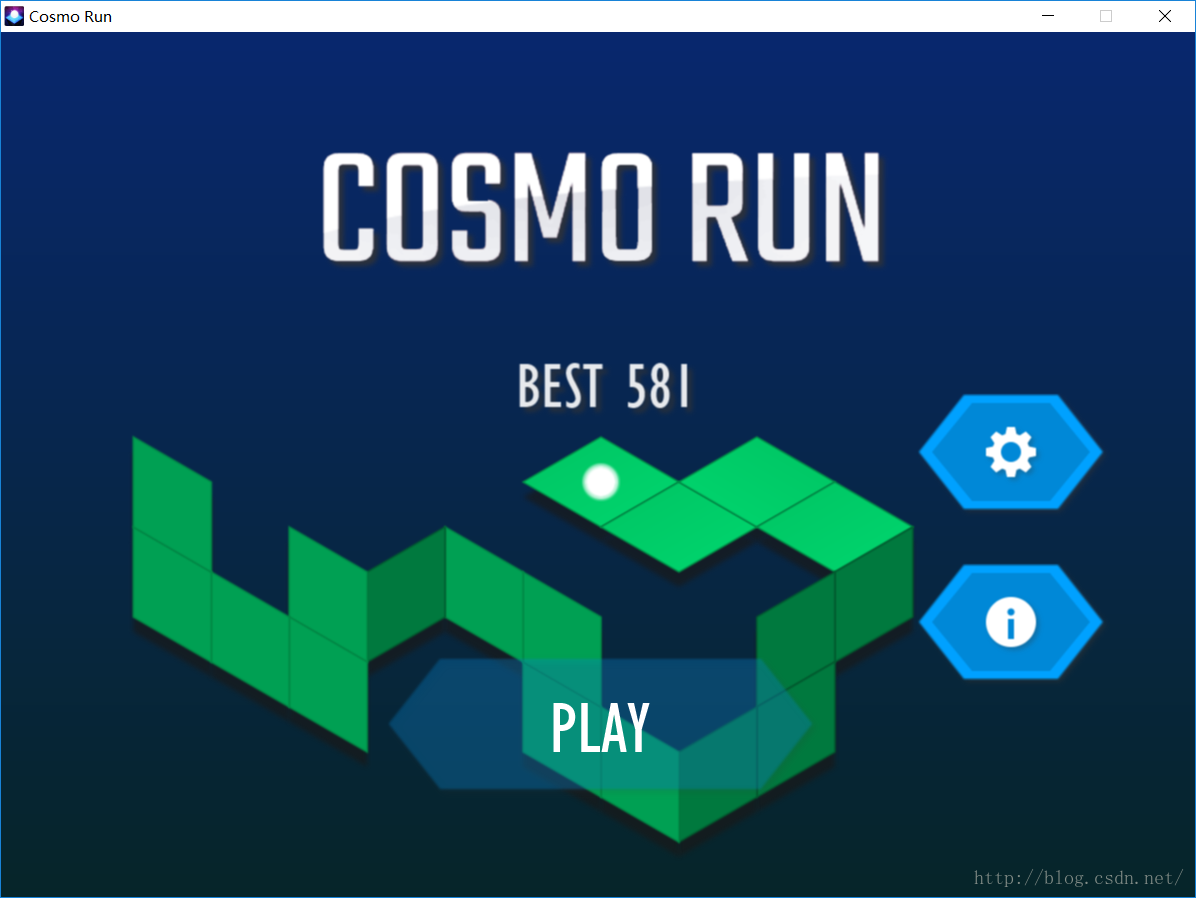 Cosmo Run
COSMO RUN
BEST 581
PLAY
http://blog.csdn.net/